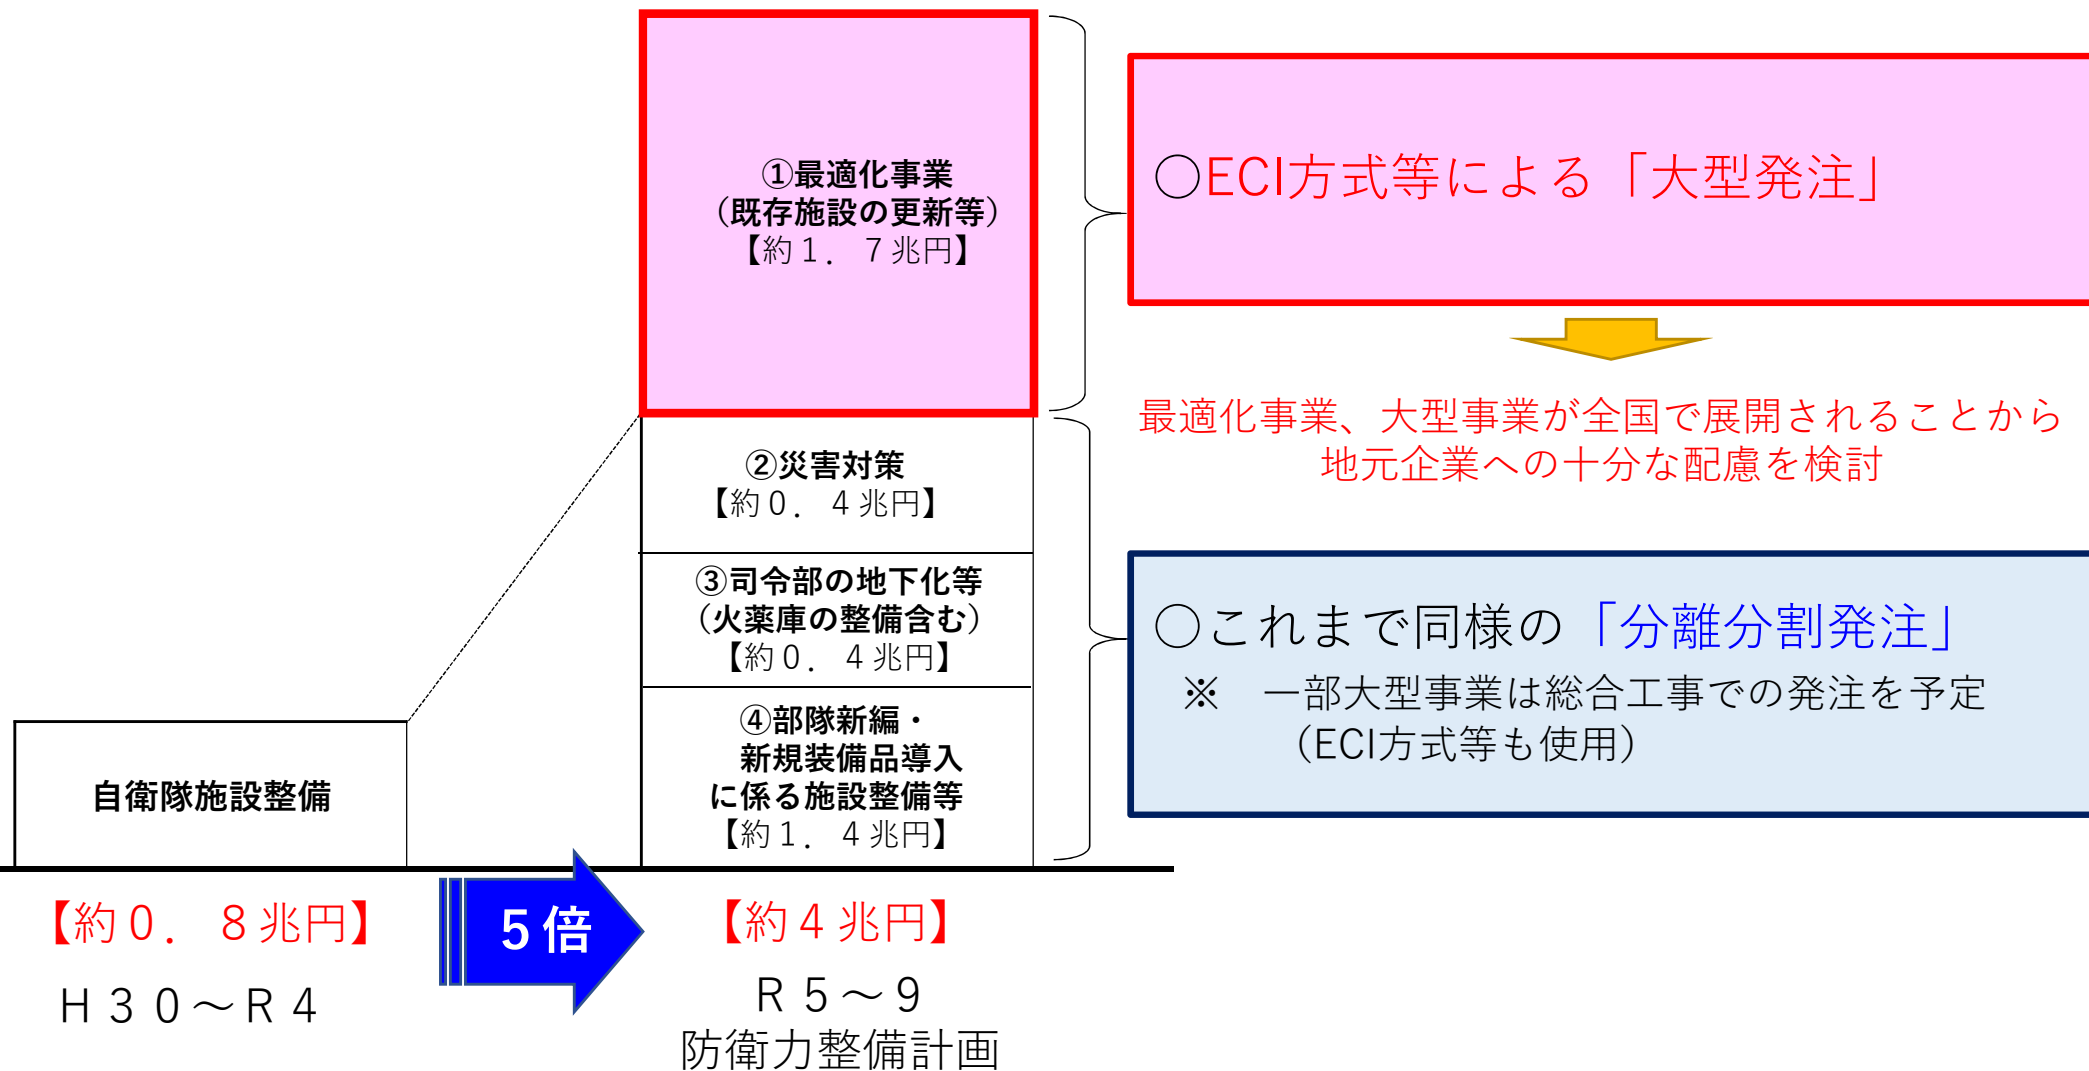 ①最適化事業
（既存施設の更新等）
【約１．７兆円】
②災害対策
【約０．４兆円】
③司令部の地下化等
（火薬庫の整備含む）
【約０．４兆円】
④部隊新編・
新規装備品導入
に係る施設整備等
【約１．４兆円】
自衛隊施設整備
【約０．８兆円】
Ｈ３０～Ｒ４
５倍
【約４兆円】
Ｒ５～９
防衛力整備計画
○ECI方式等による「大型発注」
最適化事業、大型事業が全国で展開されることから
地元企業への十分な配慮を検討
○これまで同様の「分離分割発注」
※　一部大型事業は総合工事での発注を予定
（ECI方式等も使用）